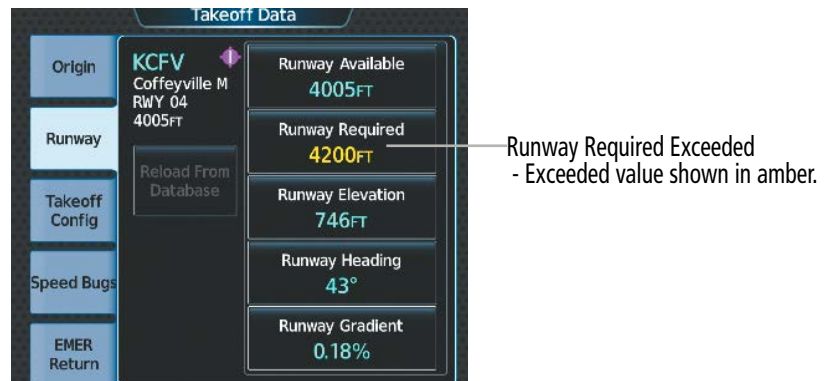 Takeoff Data
Origin
Runway
Takeoff
Config
Speed Bugs
EMER
Return
KCFV
Coffeyville M
RWY 04
4005FT
Reload From
Database
Runway Available
4005FT
Runway Required
4200FT
Runway Elevation
746FT
Runway Heading
43°
Runway Gradient
0.18%
Runway Required Exceeded
- Exceeded value shown in amber.